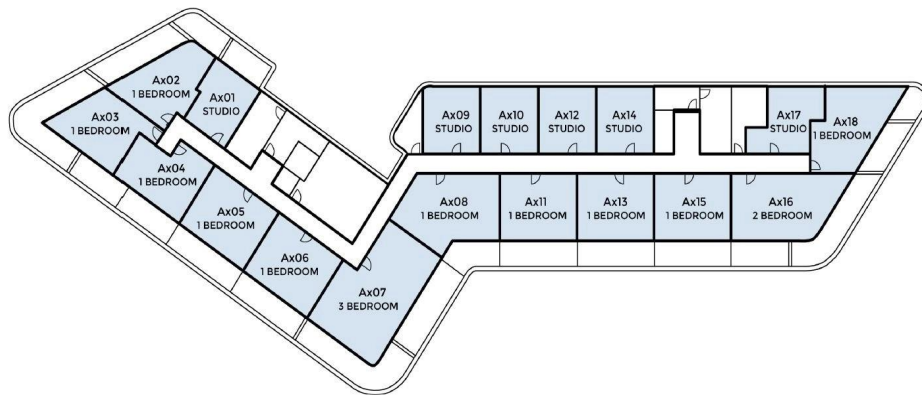 Ax01
STUDIO
Ax02
1 BEDROOM
Ax03
1 BEDROOM
Ax04
1 BEDROOM
Ax05
1 BEDROOM
Ax06
1 BEDROOM
Ax07
3 BEDROOM
Ax08
1 BEDROOM
Ax09
STUDIO
Ax10
STUDIO
Ax11
1 BEDROOM
Ax12
STUDIO
Ax13
1 BEDROOM
Ax14
STUDIO
Ax15
1 BEDROOM
Ax16
2 BEDROOM
Ax17
STUDIO
Ax18
1 BEDROOM